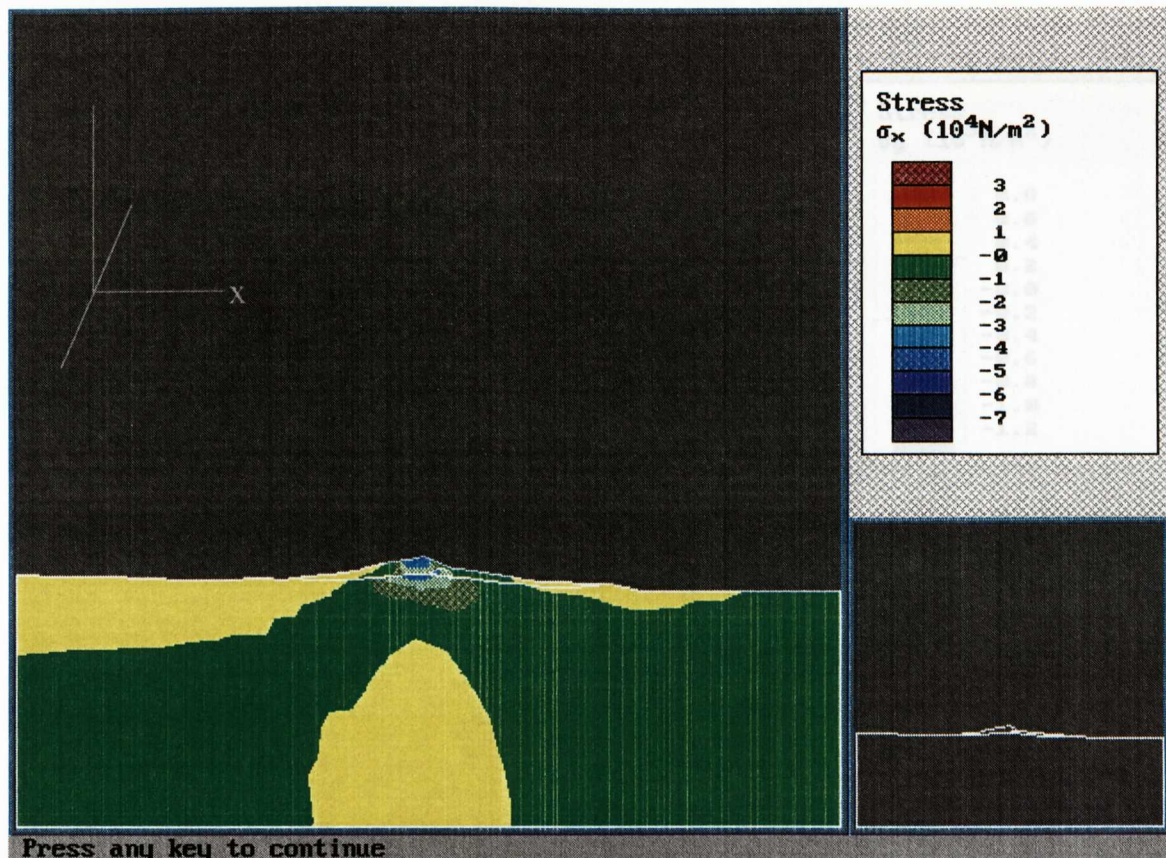 X
Stress
σx (10⁴N/m²)
3
2
1
-0
-1
-2
-3
-4
-5
-6
-7
Press any key to continue